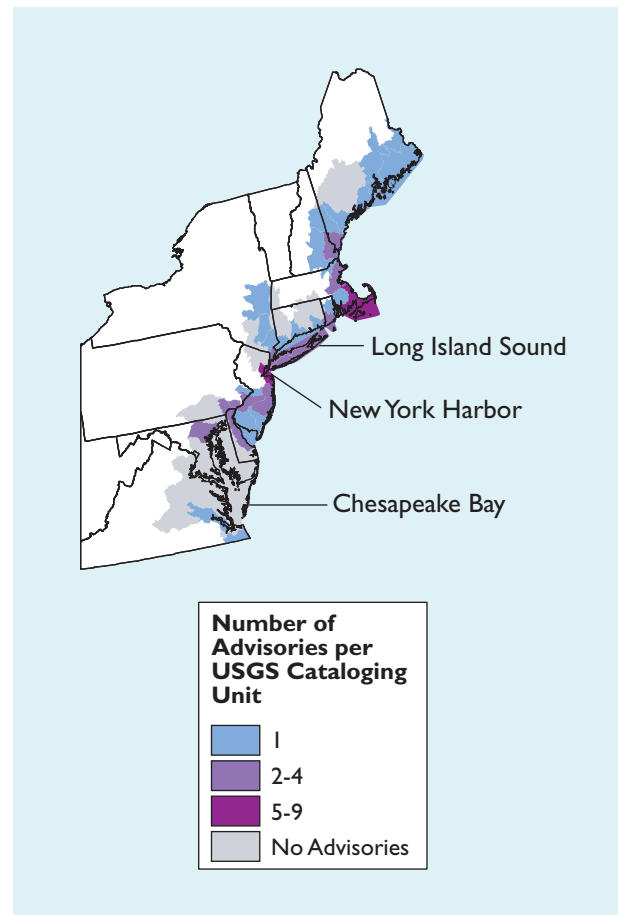 Long Island Sound
New York Harbor
Chesapeake Bay
Number of
Advisories per
USGS Cataloging
Unit
1
2-4
5-9
No Advisories